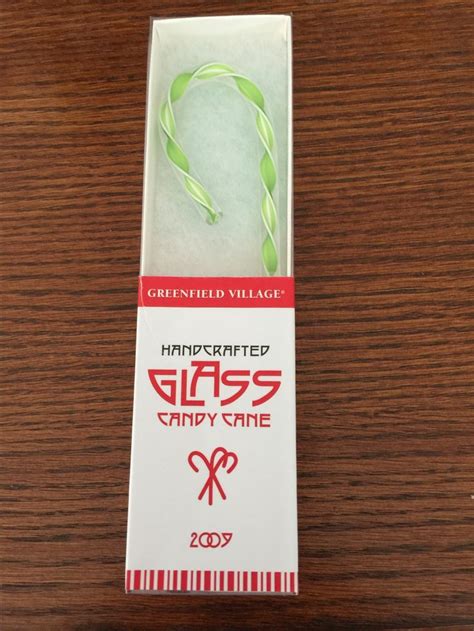 GREENFIELD VILLAGE®
HANDCRAFTED
GLASS
CANDY CANE
2009